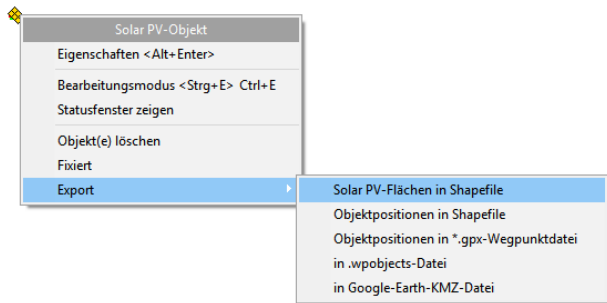 Solar PV-Objekt
Eigenschaften <Alt+Enter>
Bearbeitungsmodus <Strg+E> Ctrl+E
Statusfenster zeigen
Objekt(e) löschen
Fixiert
Export
Solar PV-Flächen in Shapefile
Objektpositionen in Shapefile
Objektpositionen in *.gpx-Wegpunktdatei
in .wpobjects-Datei
in Google-Earth-KMZ-Datei